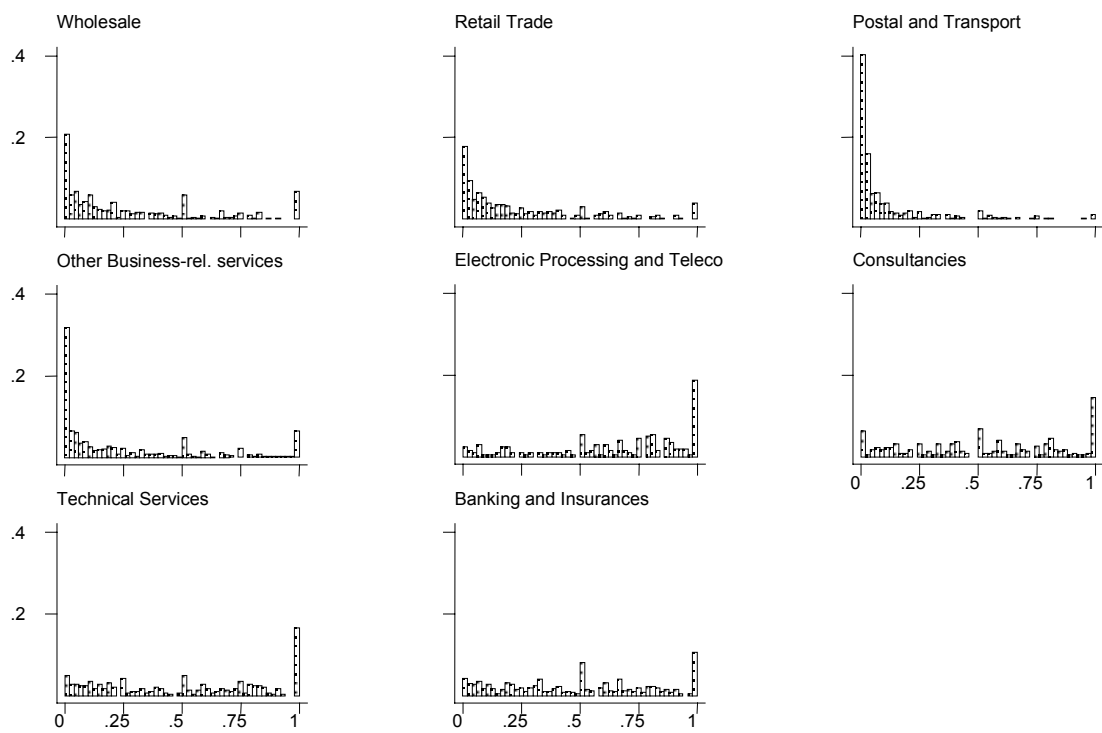 Wholesale
Retail Trade
Postal and Transport
.4
.2
Other Business-rel. services
Electronic Processing and Teleco
Consultancies
.4
.2
0 .25 .5 .75 1
Technical Services
Banking and Insurances
.4
.2
0 .25 .5 .75 1
0 .25 .5 .75 1